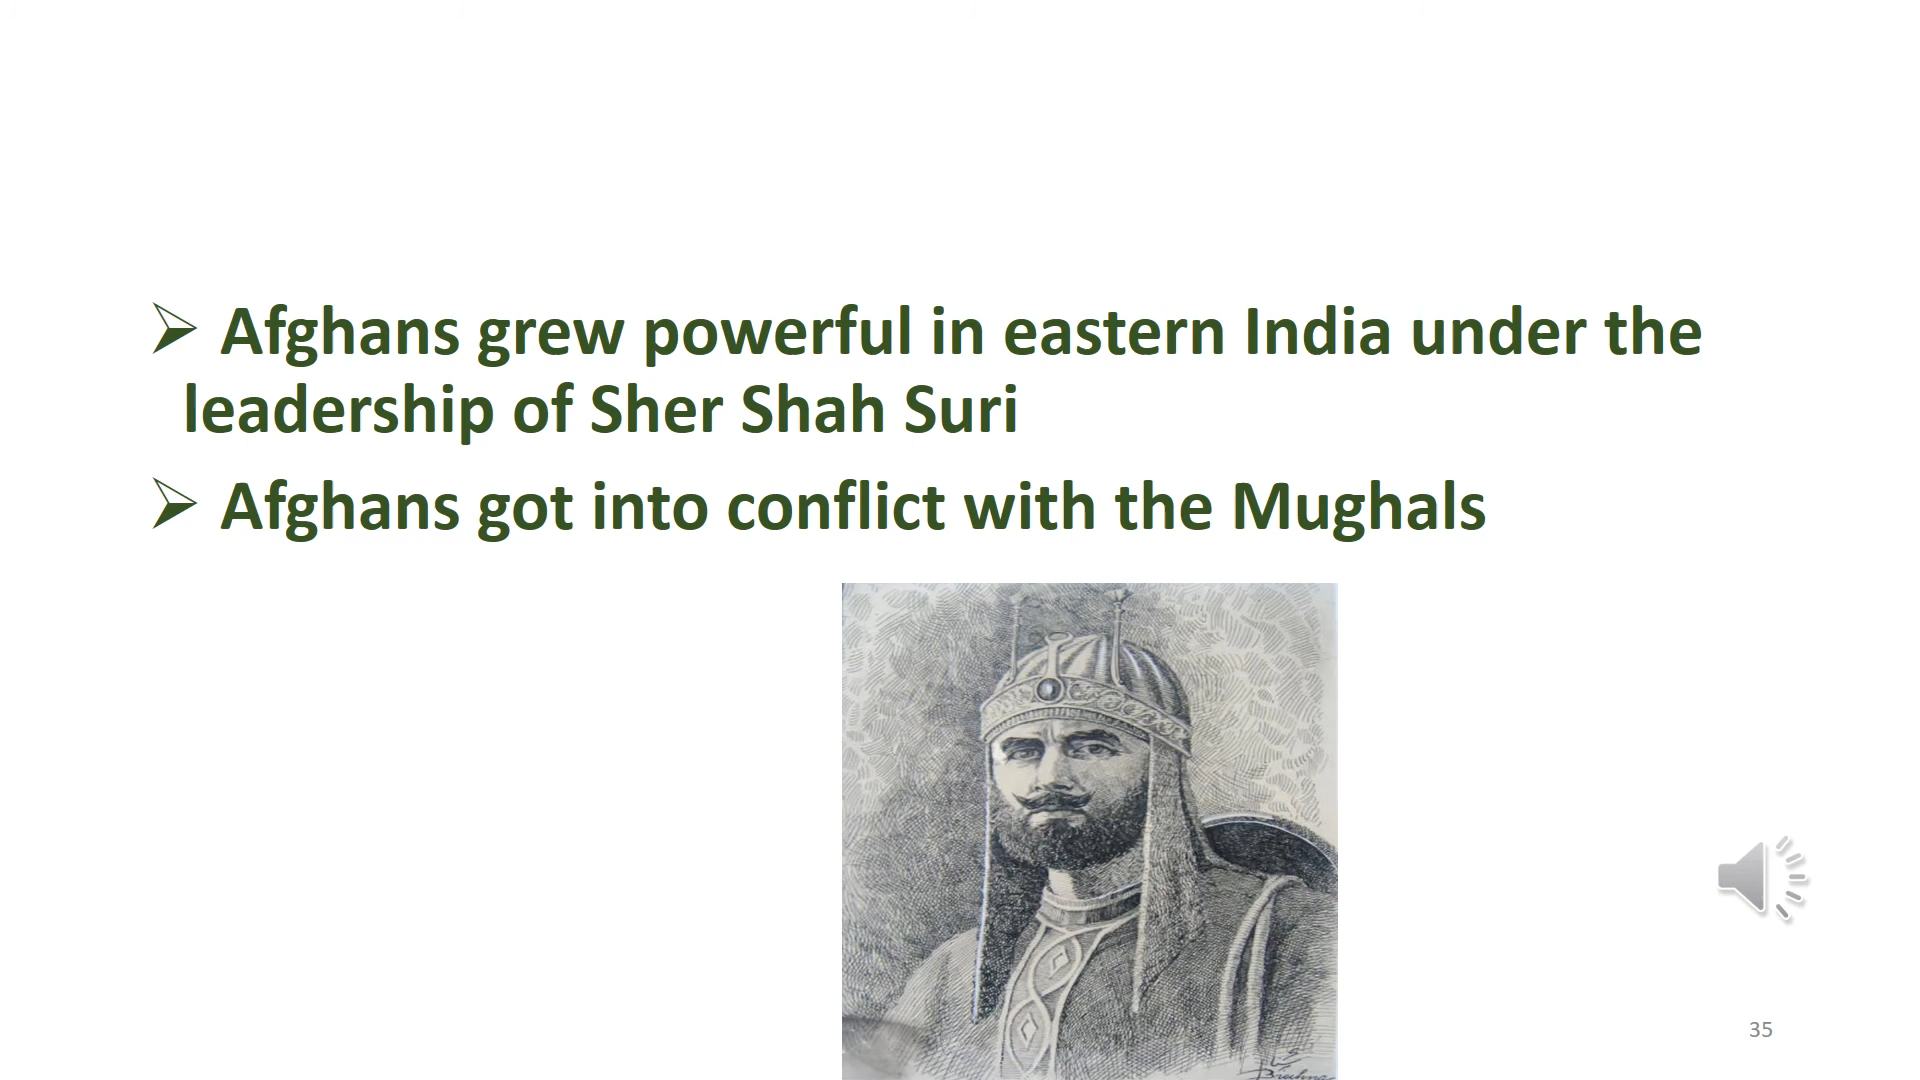 ➢ Afghans grew powerful in eastern India under the
leadership of Sher Shah Suri
➢ Afghans got into conflict with the Mughals
35